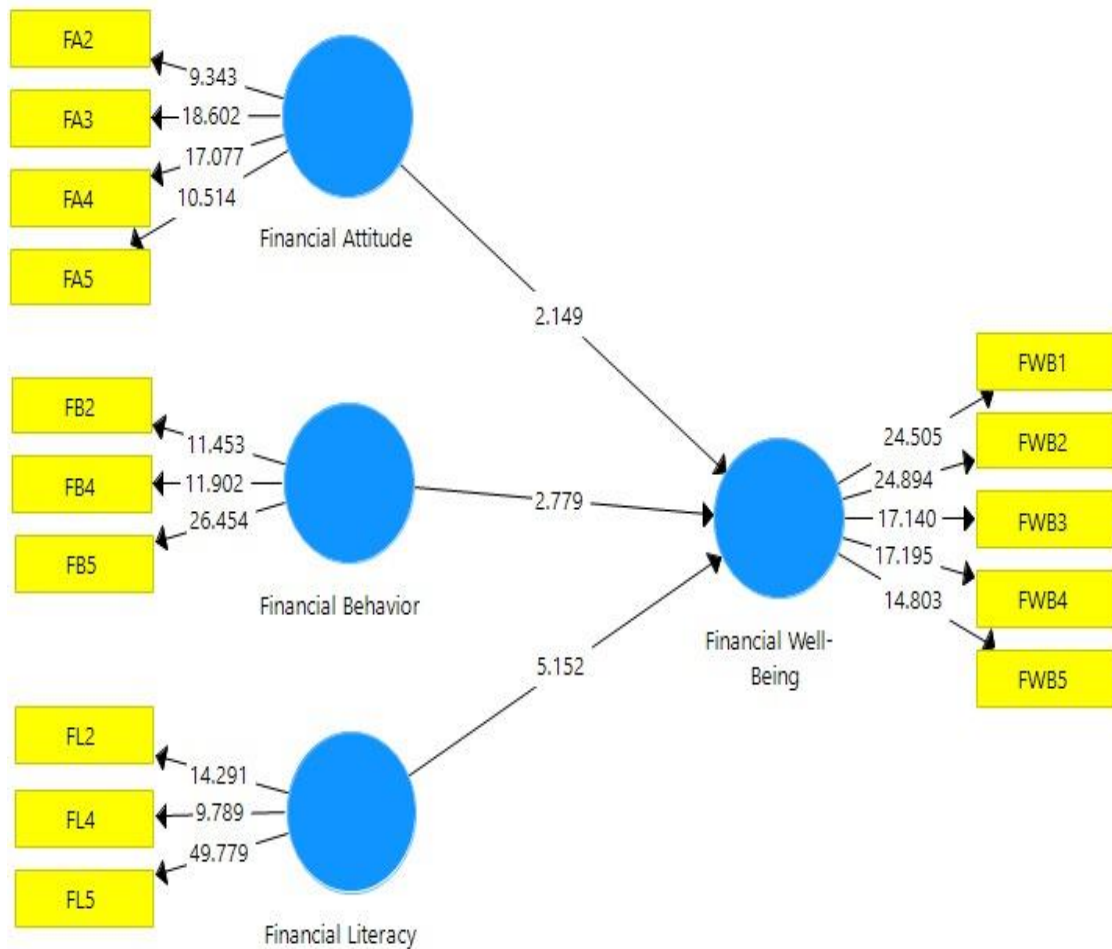 FA2
9.343
FA3
18.602
FA4
17.077
FA5
10.514
Financial Attitude
2.149
FB2
11.453
FB4
11.902
FB5
26.454
Financial Behavior
2.779
FL2
14.291
FL4
9.789
FL5
49.779
Financial Literacy
5.152
Financial Well-
Being
FWB1
24.505
FWB2
24.894
FWB3
17.140
FWB4
17.195
FWB5
14.803